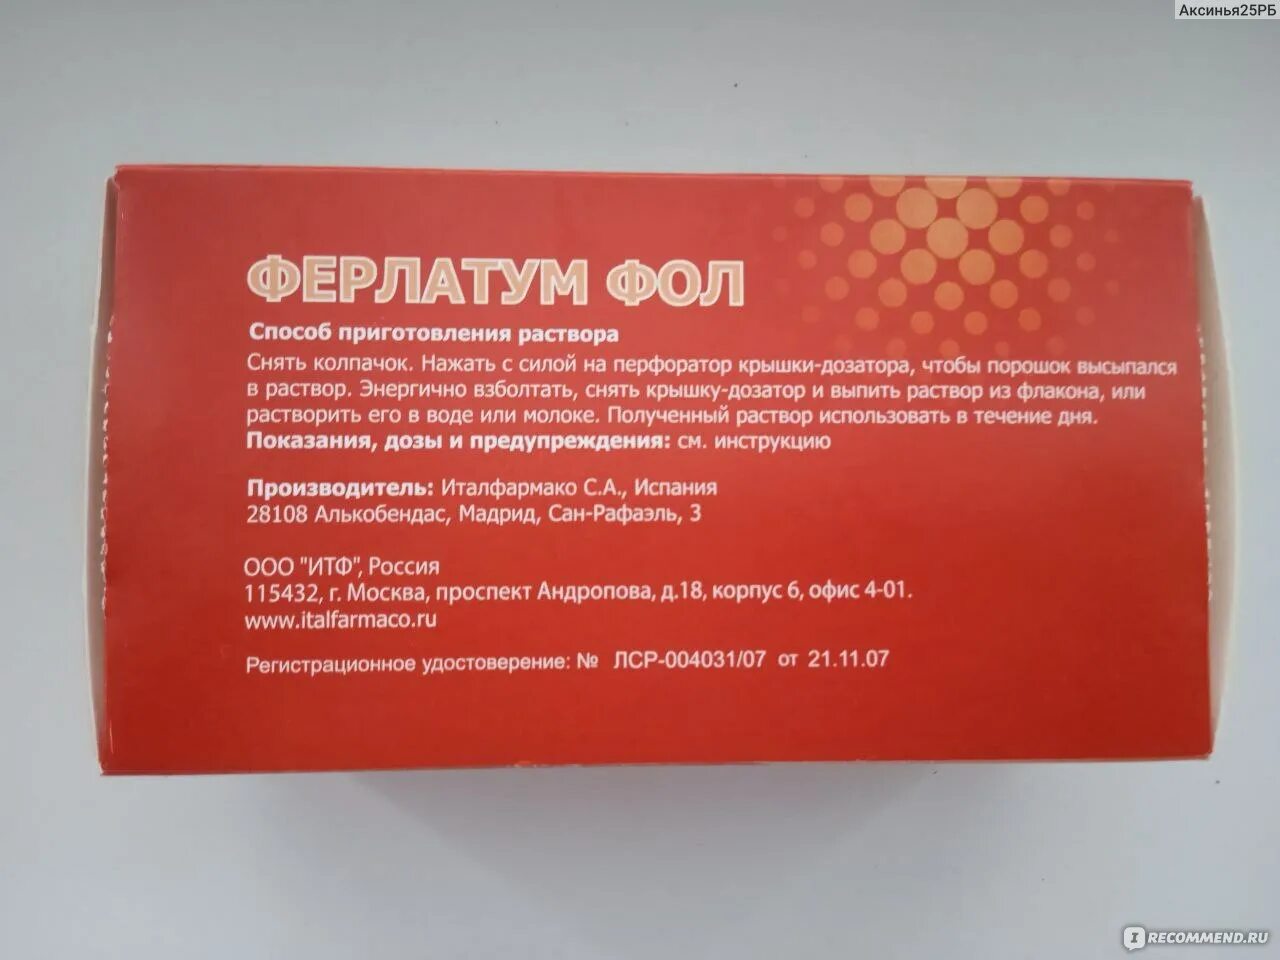 Аксинья25РБ
ФЕРЛАТУМ ФОЛ
Способ приготовления раствора
Снять колпачок. Нажать с силой на перфоратор крышки-дозатора, чтобы порошок высыпался
в раствор. Энергично взболтать, снять крышку-дозатор и выпить раствор из флакона, или
растворить его в воде или молоке. Полученный раствор использовать в течение дня.
Показания, дозы и предупреждения: см. инструкцию
Производитель: Италфармако С.А., Испания
28108 Алькобендас, Мадрид, Сан-Рафаэль, 3
ООО "ИТФ", Россия
115432, г. Москва, проспект Андропова, д.18, корпус 6, офис 4-01.
www.italfarmaco.ru
Регистрационное удостоверение: № ЛСР-004031/07 от 21.11.07
IRECOMMEND.RU